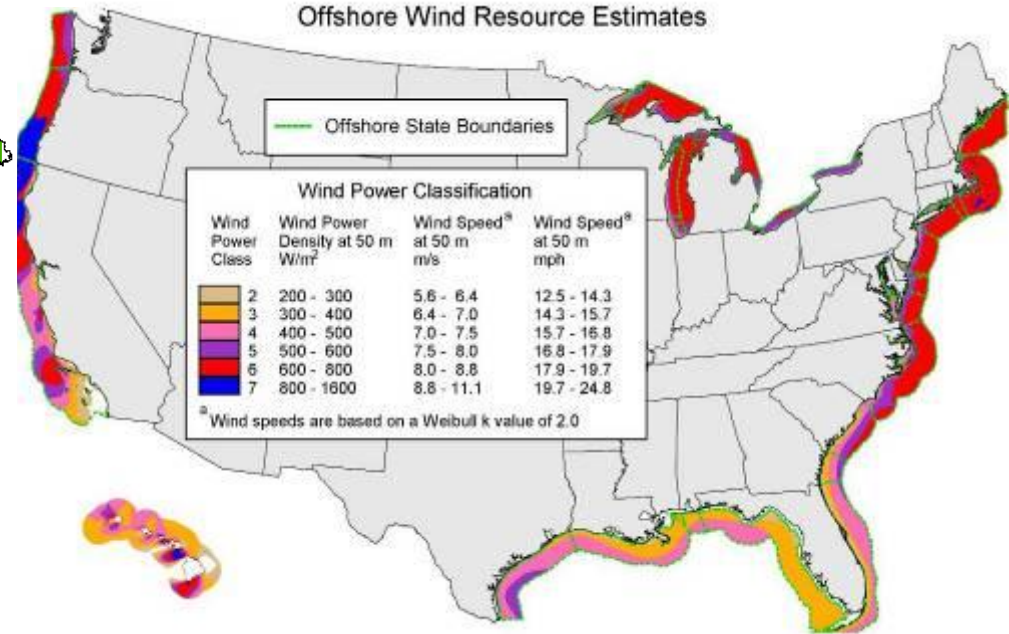 Offshore Wind Resource Estimates
Offshore State Boundaries
Wind Power Classification
Wind Power Class Wind Power Density at 50 m W/m² Wind Speedᵃ at 50 m m/s Wind Speedᵃ at 50 m mph
2 200 - 300 5.6 - 6.4 12.5 - 14.3
3 300 - 400 6.4 - 7.0 14.3 - 15.7
4 400 - 500 7.0 - 7.5 15.7 - 16.8
5 500 - 600 7.5 - 8.0 16.8 - 17.9
6 600 - 800 8.0 - 8.8 17.9 - 19.7
7 800 - 1600 8.8 - 11.1 19.7 - 24.8
ᵃ Wind speeds are based on a Weibull k value of 2.0